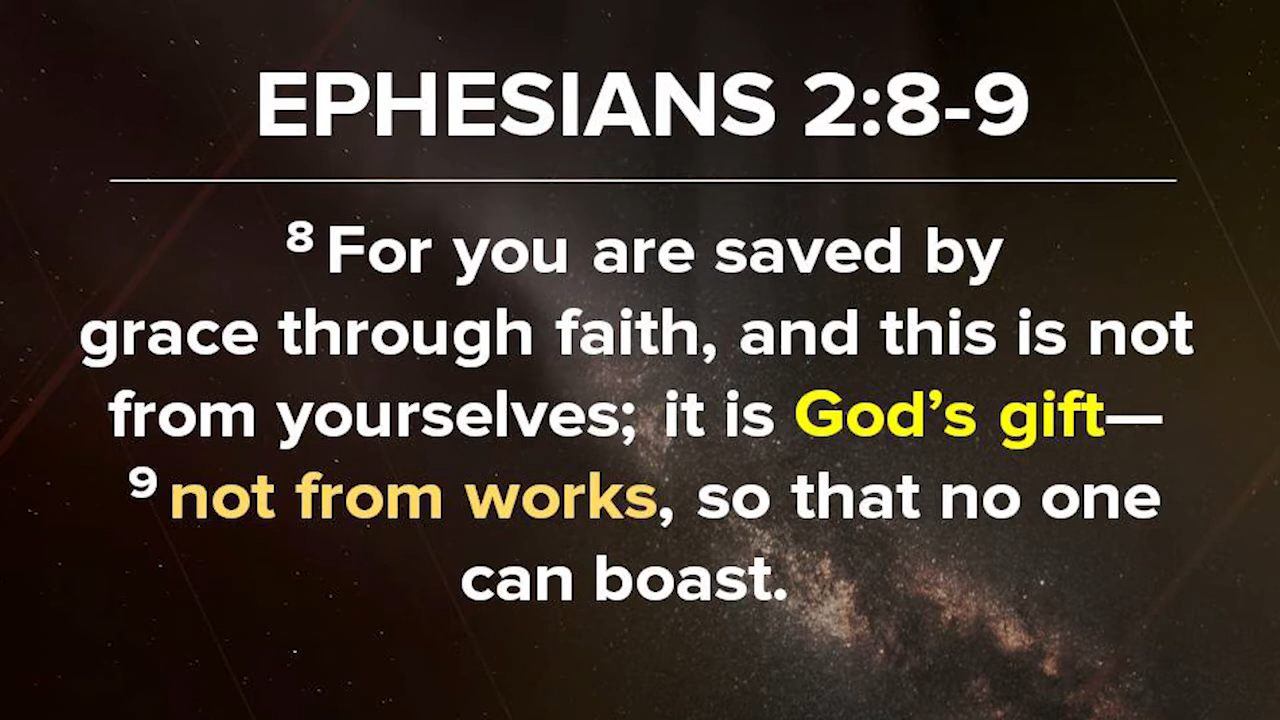 EPHESIANS 2:8-9
⁸ For you are saved by
grace through faith, and this is not
from yourselves; it is God’s gift—
⁹ not from works, so that no one
can boast.